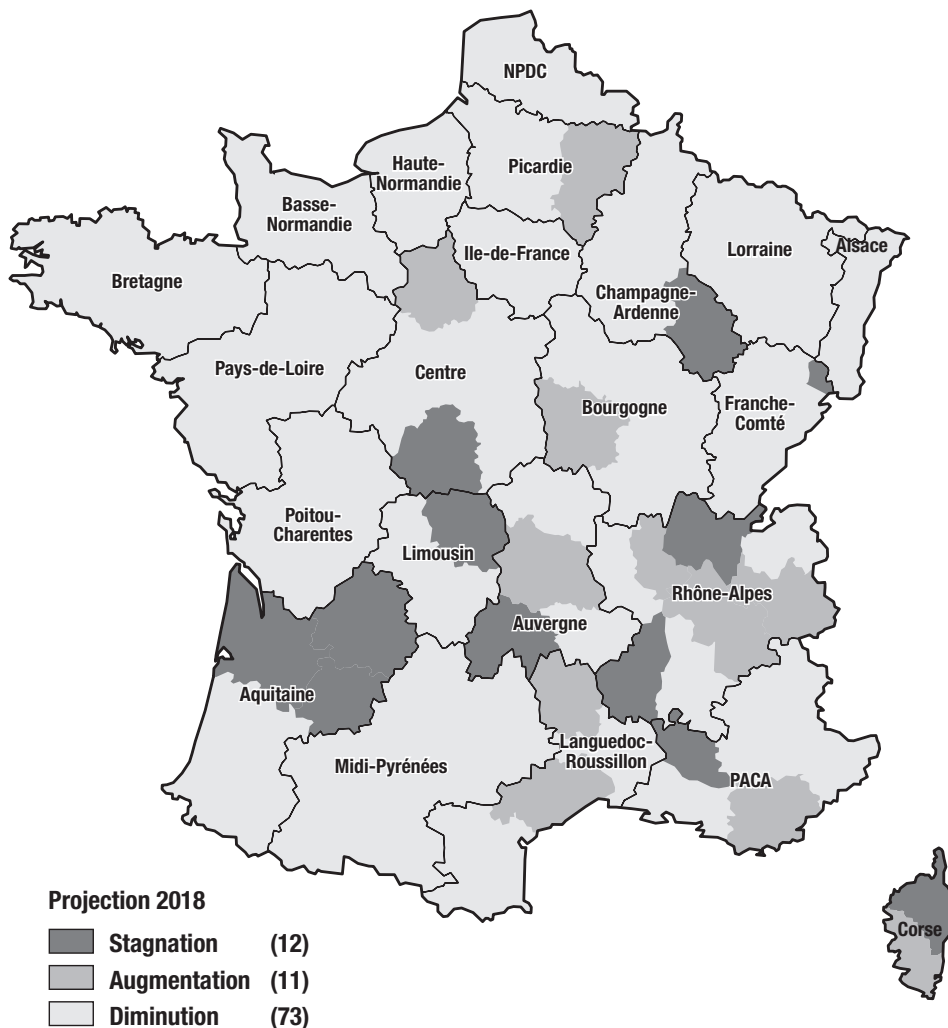 NPDC
Picardie
Haute-
Normandie
Basse-
Normandie
Ile-de-France
Lorraine
Alsace
Bretagne
Champagne-
Ardenne
Pays-de-Loire
Centre
Bourgogne
Franche-
Comté
Poitou-
Charentes
Limousin
Rhône-Alpes
Auvergne
Aquitaine
Languedoc-
Roussillon
Midi-Pyrénées
PACA
Corse
Projection 2018
Stagnation (12)
Augmentation (11)
Diminution (73)